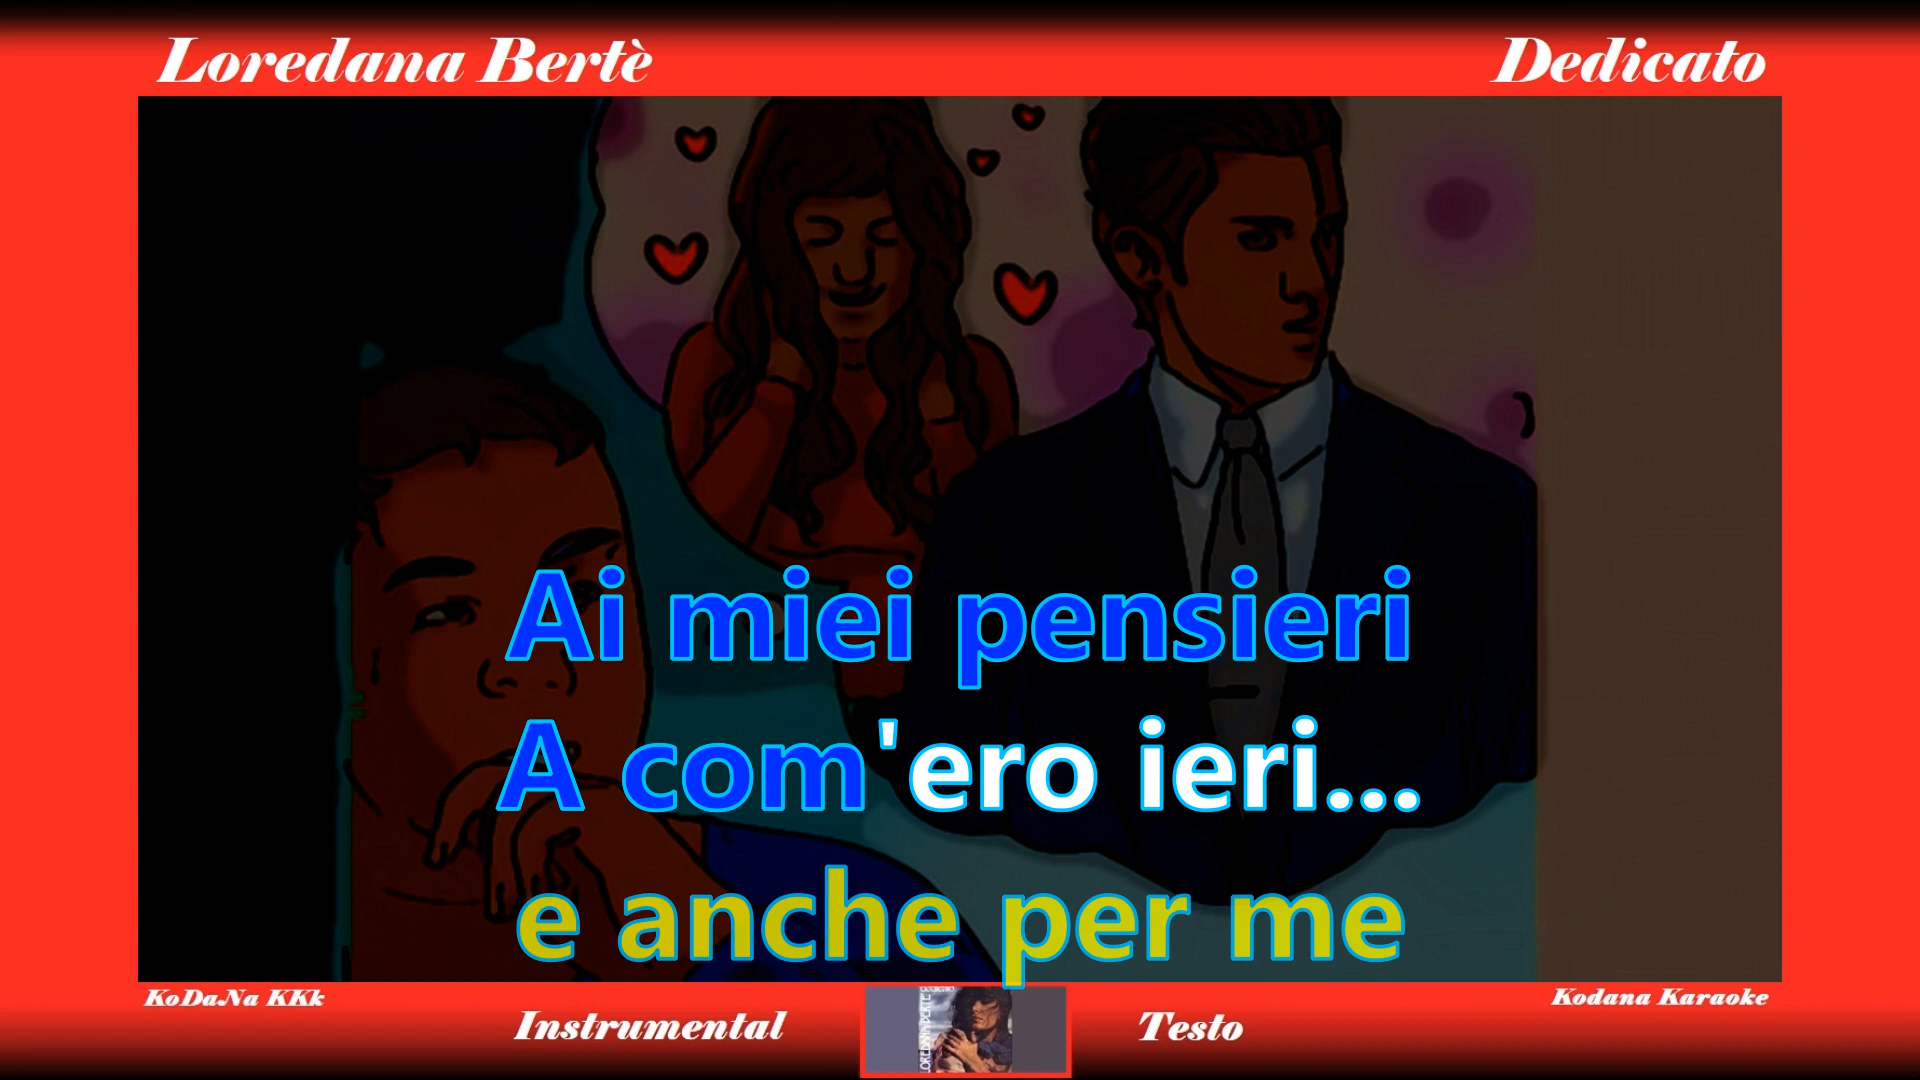 Loredana Bertè
Dedicato
Ai miei pensieri
A com'ero ieri...
e anche per me
KoDaNa KKk
Kodana Karaoke
Instrumental
Testo